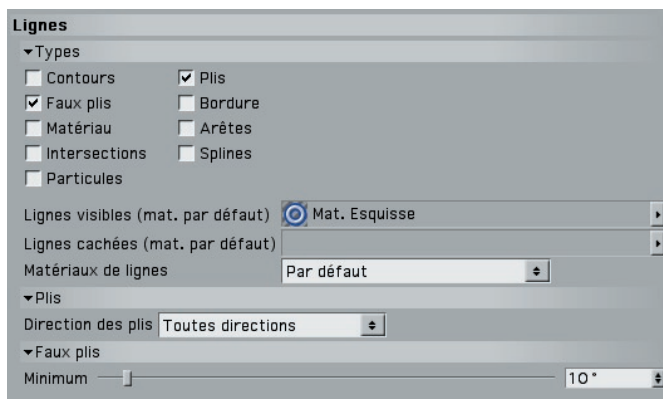 Lignes
Types
Contours Plis
Faux plis Bordure
Matériau Arêtes
Intersections Splines
Particules
Lignes visibles (mat. par défaut) Mat. Esquisse
Lignes cachées (mat. par défaut)
Matériaux de lignes Par défaut
Plis
Direction des plis Toutes directions
Faux plis
Minimum 10°